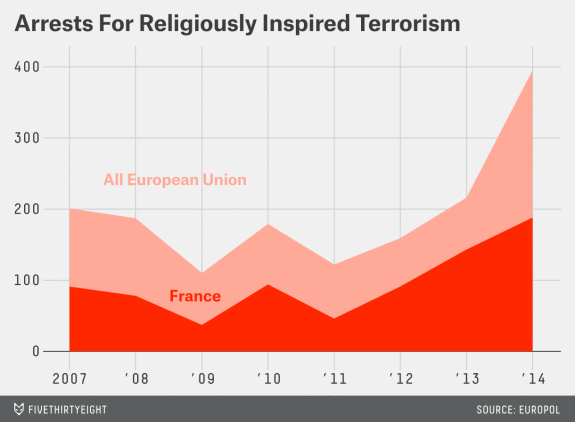 Arrests For Religiously Inspired Terrorism
400
300
All European Union
200
100
France
0
2007 '08 '09 '10 '11 '12 '13 '14
FIVETHIRTYEIGHT SOURCE: EUROPOL